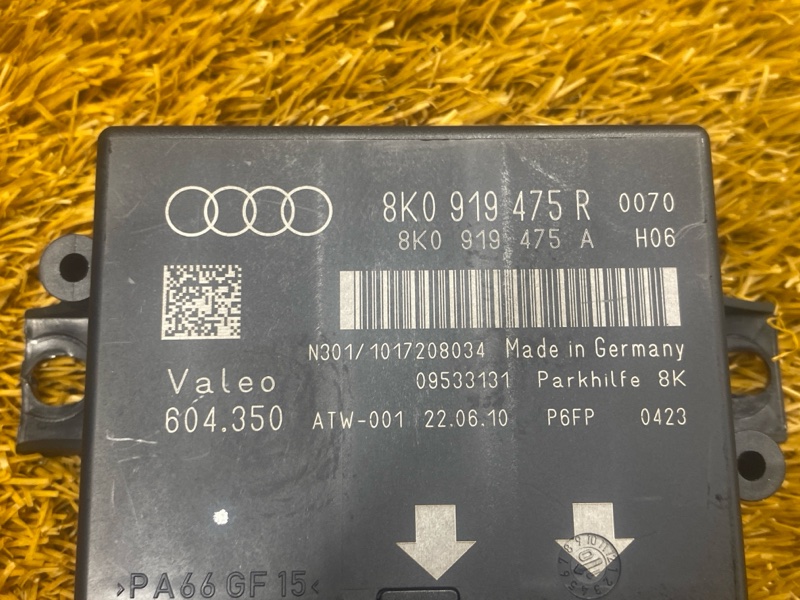 8K0 919 475 R 0070
8K0 919 475 A H06
N301/1017208034 Made in Germany
Valeo 09533131 Parkhilfe 8K
604.350 ATW-001 22.06.10 P6FP 0423
>PA66 GF15<